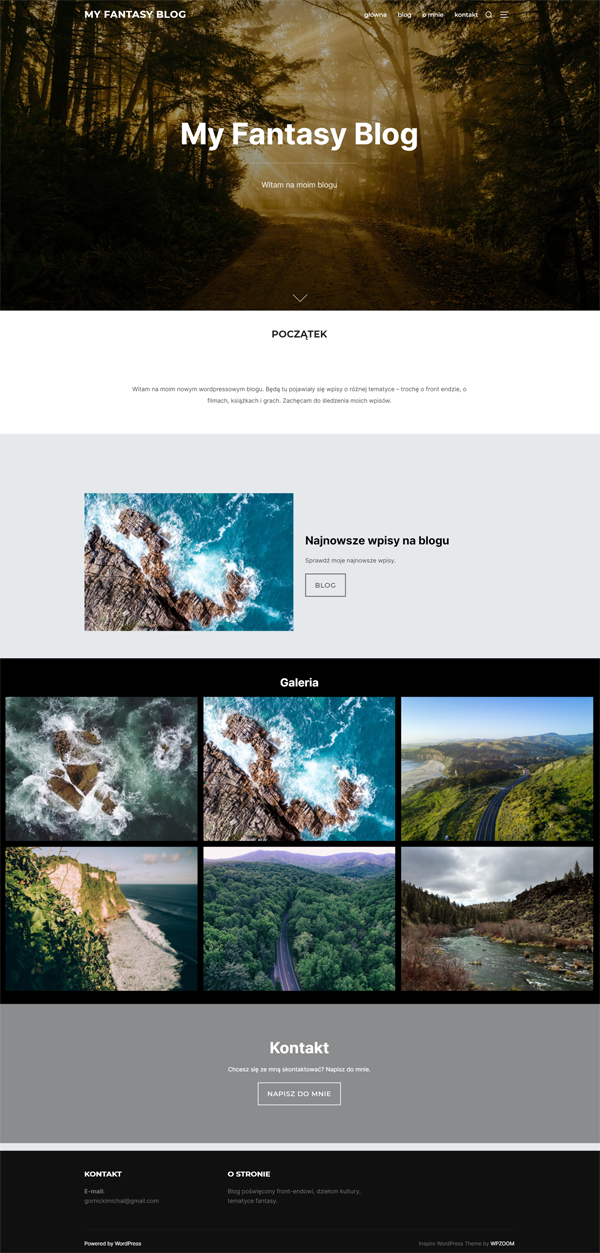 MY FANTASY BLOG
główna blog o mnie kontakt
My Fantasy Blog
Witam na moim blogu
POCZĄTEK
Witam na moim nowym wordpressowym blogu. Będą tu pojawiały się wpisy o różnej tematyce – trochę o front endzie, o
filmach, książkach i grach. Zachęcam do śledzenia moich wpisów.
Najnowsze wpisy na blogu
Sprawdź moje najnowsze wpisy.
BLOG
Galeria
Kontakt
Chcesz się ze mną skontaktować? Napisz do mnie.
NAPISZ DO MNIE
KONTAKT
O STRONIE
E-mail:
gornickimichal@gmail.com
Blog poświęcony front-endowi, dziełom kultury,
tematyce fantasy.
Powered by WordPress
Inspiro WordPress Theme by WPZOOM